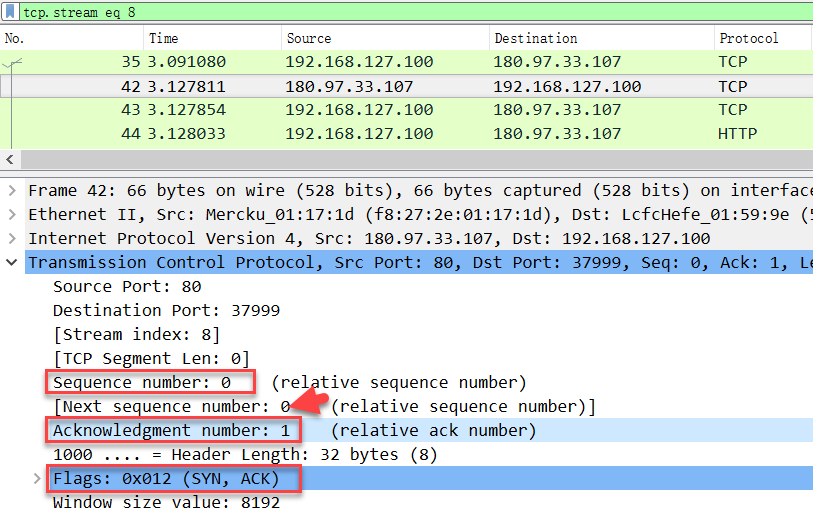 tcp.stream eq 8
No. Time Source Destination Protocol
35 3.091080 192.168.127.100 180.97.33.107 TCP
42 3.127811 180.97.33.107 192.168.127.100 TCP
43 3.127854 192.168.127.100 180.97.33.107 TCP
44 3.128033 192.168.127.100 180.97.33.107 HTTP
Frame 42: 66 bytes on wire (528 bits), 66 bytes captured (528 bits) on interface
Ethernet II, Src: Mercku_01:17:1d (f8:27:2e:01:17:1d), Dst: LcfcHefe_01:59:9e (5
Internet Protocol Version 4, Src: 180.97.33.107, Dst: 192.168.127.100
Transmission Control Protocol, Src Port: 80, Dst Port: 37999, Seq: 0, Ack: 1, Le
Source Port: 80
Destination Port: 37999
[Stream index: 8]
[TCP Segment Len: 0]
Sequence number: 0 (relative sequence number)
[Next sequence number: 0 (relative sequence number)]
Acknowledgment number: 1 (relative ack number)
1000 .... = Header Length: 32 bytes (8)
Flags: 0x012 (SYN, ACK)
Window size value: 8192